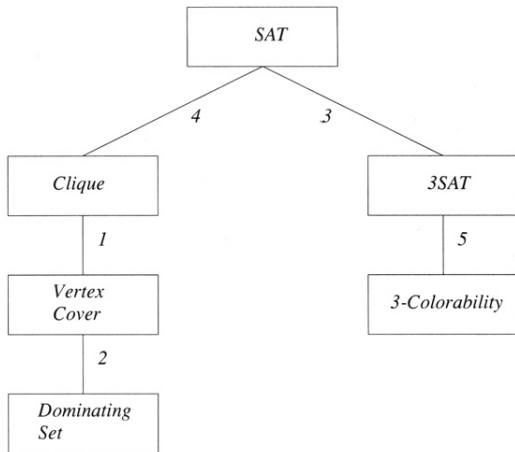 SAT
4
3
Clique
3SAT
1
5
Vertex
Cover
3-Colorability
2
Dominating
Set